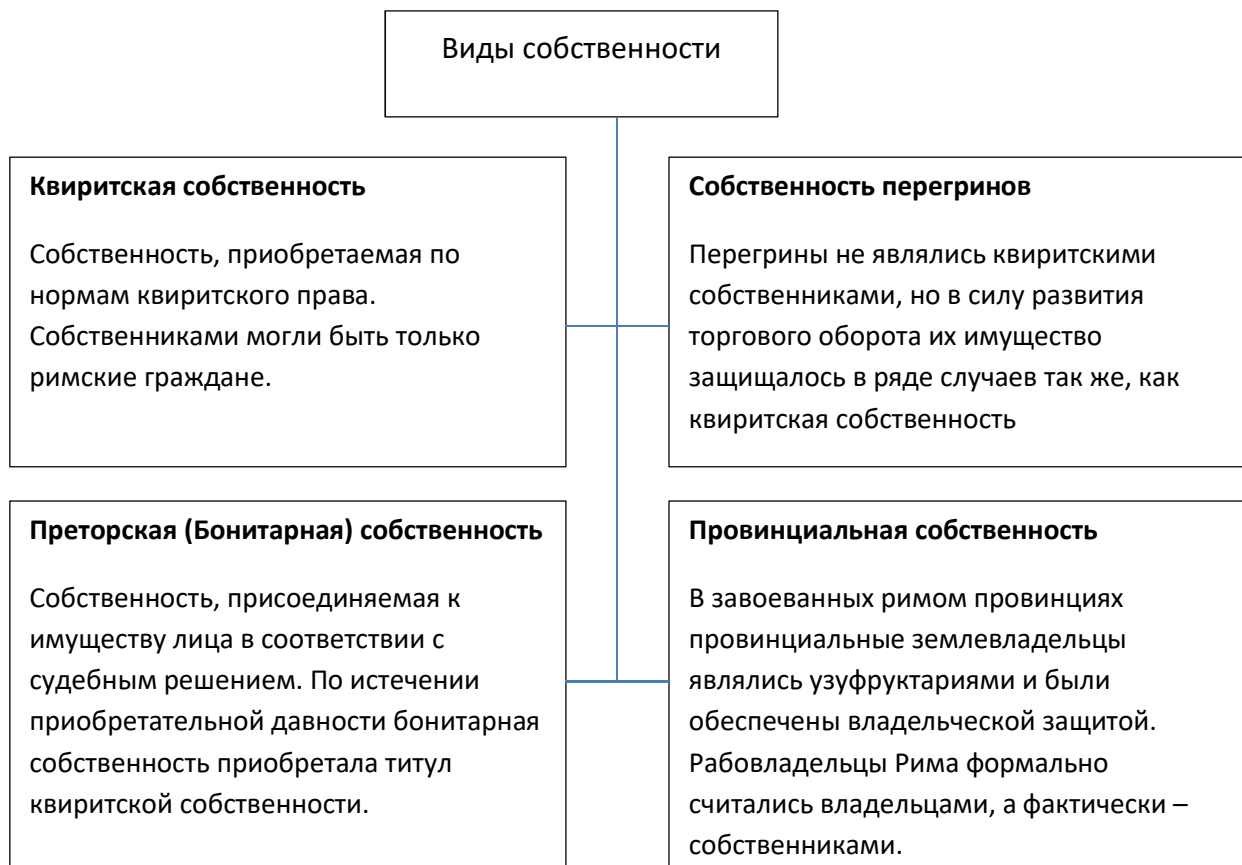 Виды собственности
Квиритская собственность
Собственность, приобретаемая по
нормам квиритского права.
Собственниками могли быть только
римские граждане.
Собственность перегринов
Перегрины не являлись квиритскими
собственниками, но в силу развития
торгового оборота их имущество
защищалось в ряде случаев так же, как
квиритская собственность
Преторская (Бонитарная) собственность
Собственность, присоединяемая к
имуществу лица в соответствии с
судебным решением. По истечении
приобретательной давности бонитарная
собственность приобретала титул
квиритской собственности.
Провинциальная собственность
В завоеванных римом провинциях
провинциальные землевладельцы
являлись узуфруктариями и были
обеспечены владельческой защитой.
Рабовладельцы Рима формально
считались владельцами, а фактически –
собственниками.